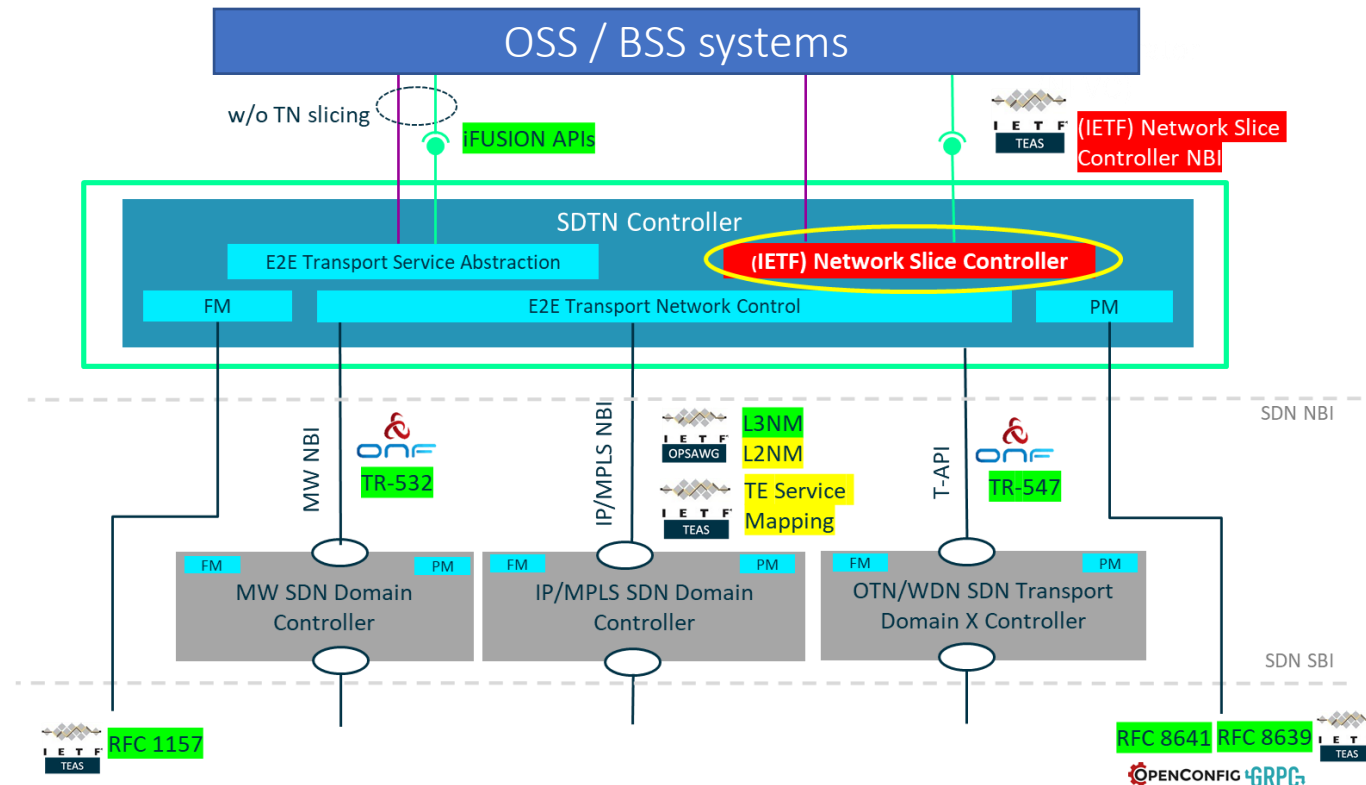 OSS / BSS systems
w/o TN slicing
iFUSION APIs
I E T F
TEAS
(IETF) Network Slice
Controller NBI
SDTN Controller
E2E Transport Service Abstraction
(IETF) Network Slice Controller
FM
E2E Transport Network Control
PM
SDN NBI
MW NBI
ONF
TR-532
IP/MPLS NBI
I E T F
OPSAWG
L3NM
L2NM
I E T F
TEAS
TE Service
Mapping
T-API
ONF
TR-547
FM
PM
MW SDN Domain
Controller
FM
PM
IP/MPLS SDN Domain
Controller
FM
PM
OTN/WDN SDN Transport
Domain X Controller
SDN SBI
I E T F
TEAS
RFC 1157
RFC 8641
RFC 8639
I E T
TEAS
OPENCONFIG
GRPC